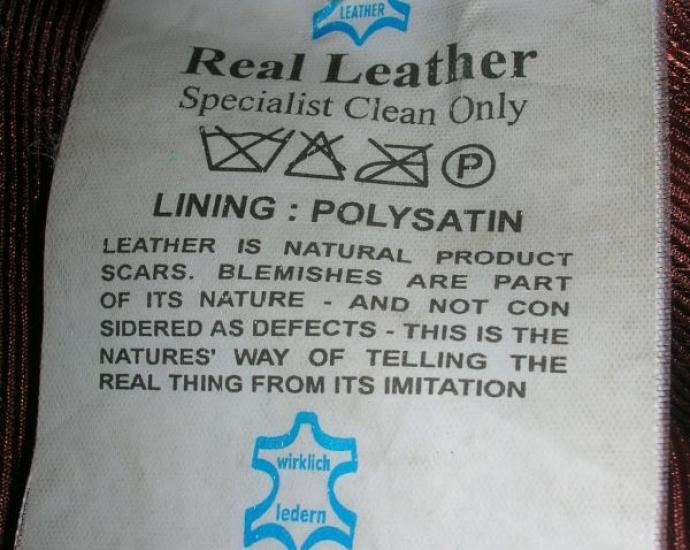 LEATHER
Real Leather
Specialist Clean Only
P
LINING : POLYSATIN
LEATHER IS NATURAL PRODUCT
SCARS. BLEMISHES ARE PART
OF ITS NATURE - AND NOT CON
SIDERED AS DEFECTS - THIS IS THE
NATURES' WAY OF TELLING THE
REAL THING FROM ITS IMITATION
wirklich
ledern